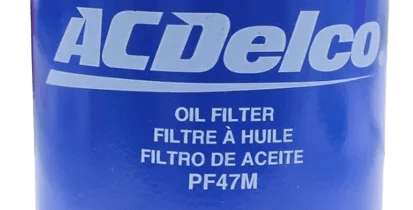 ACDelco®
OIL FILTER
FILTRE À HUILE
FILTRO DE ACEITE
PF47M